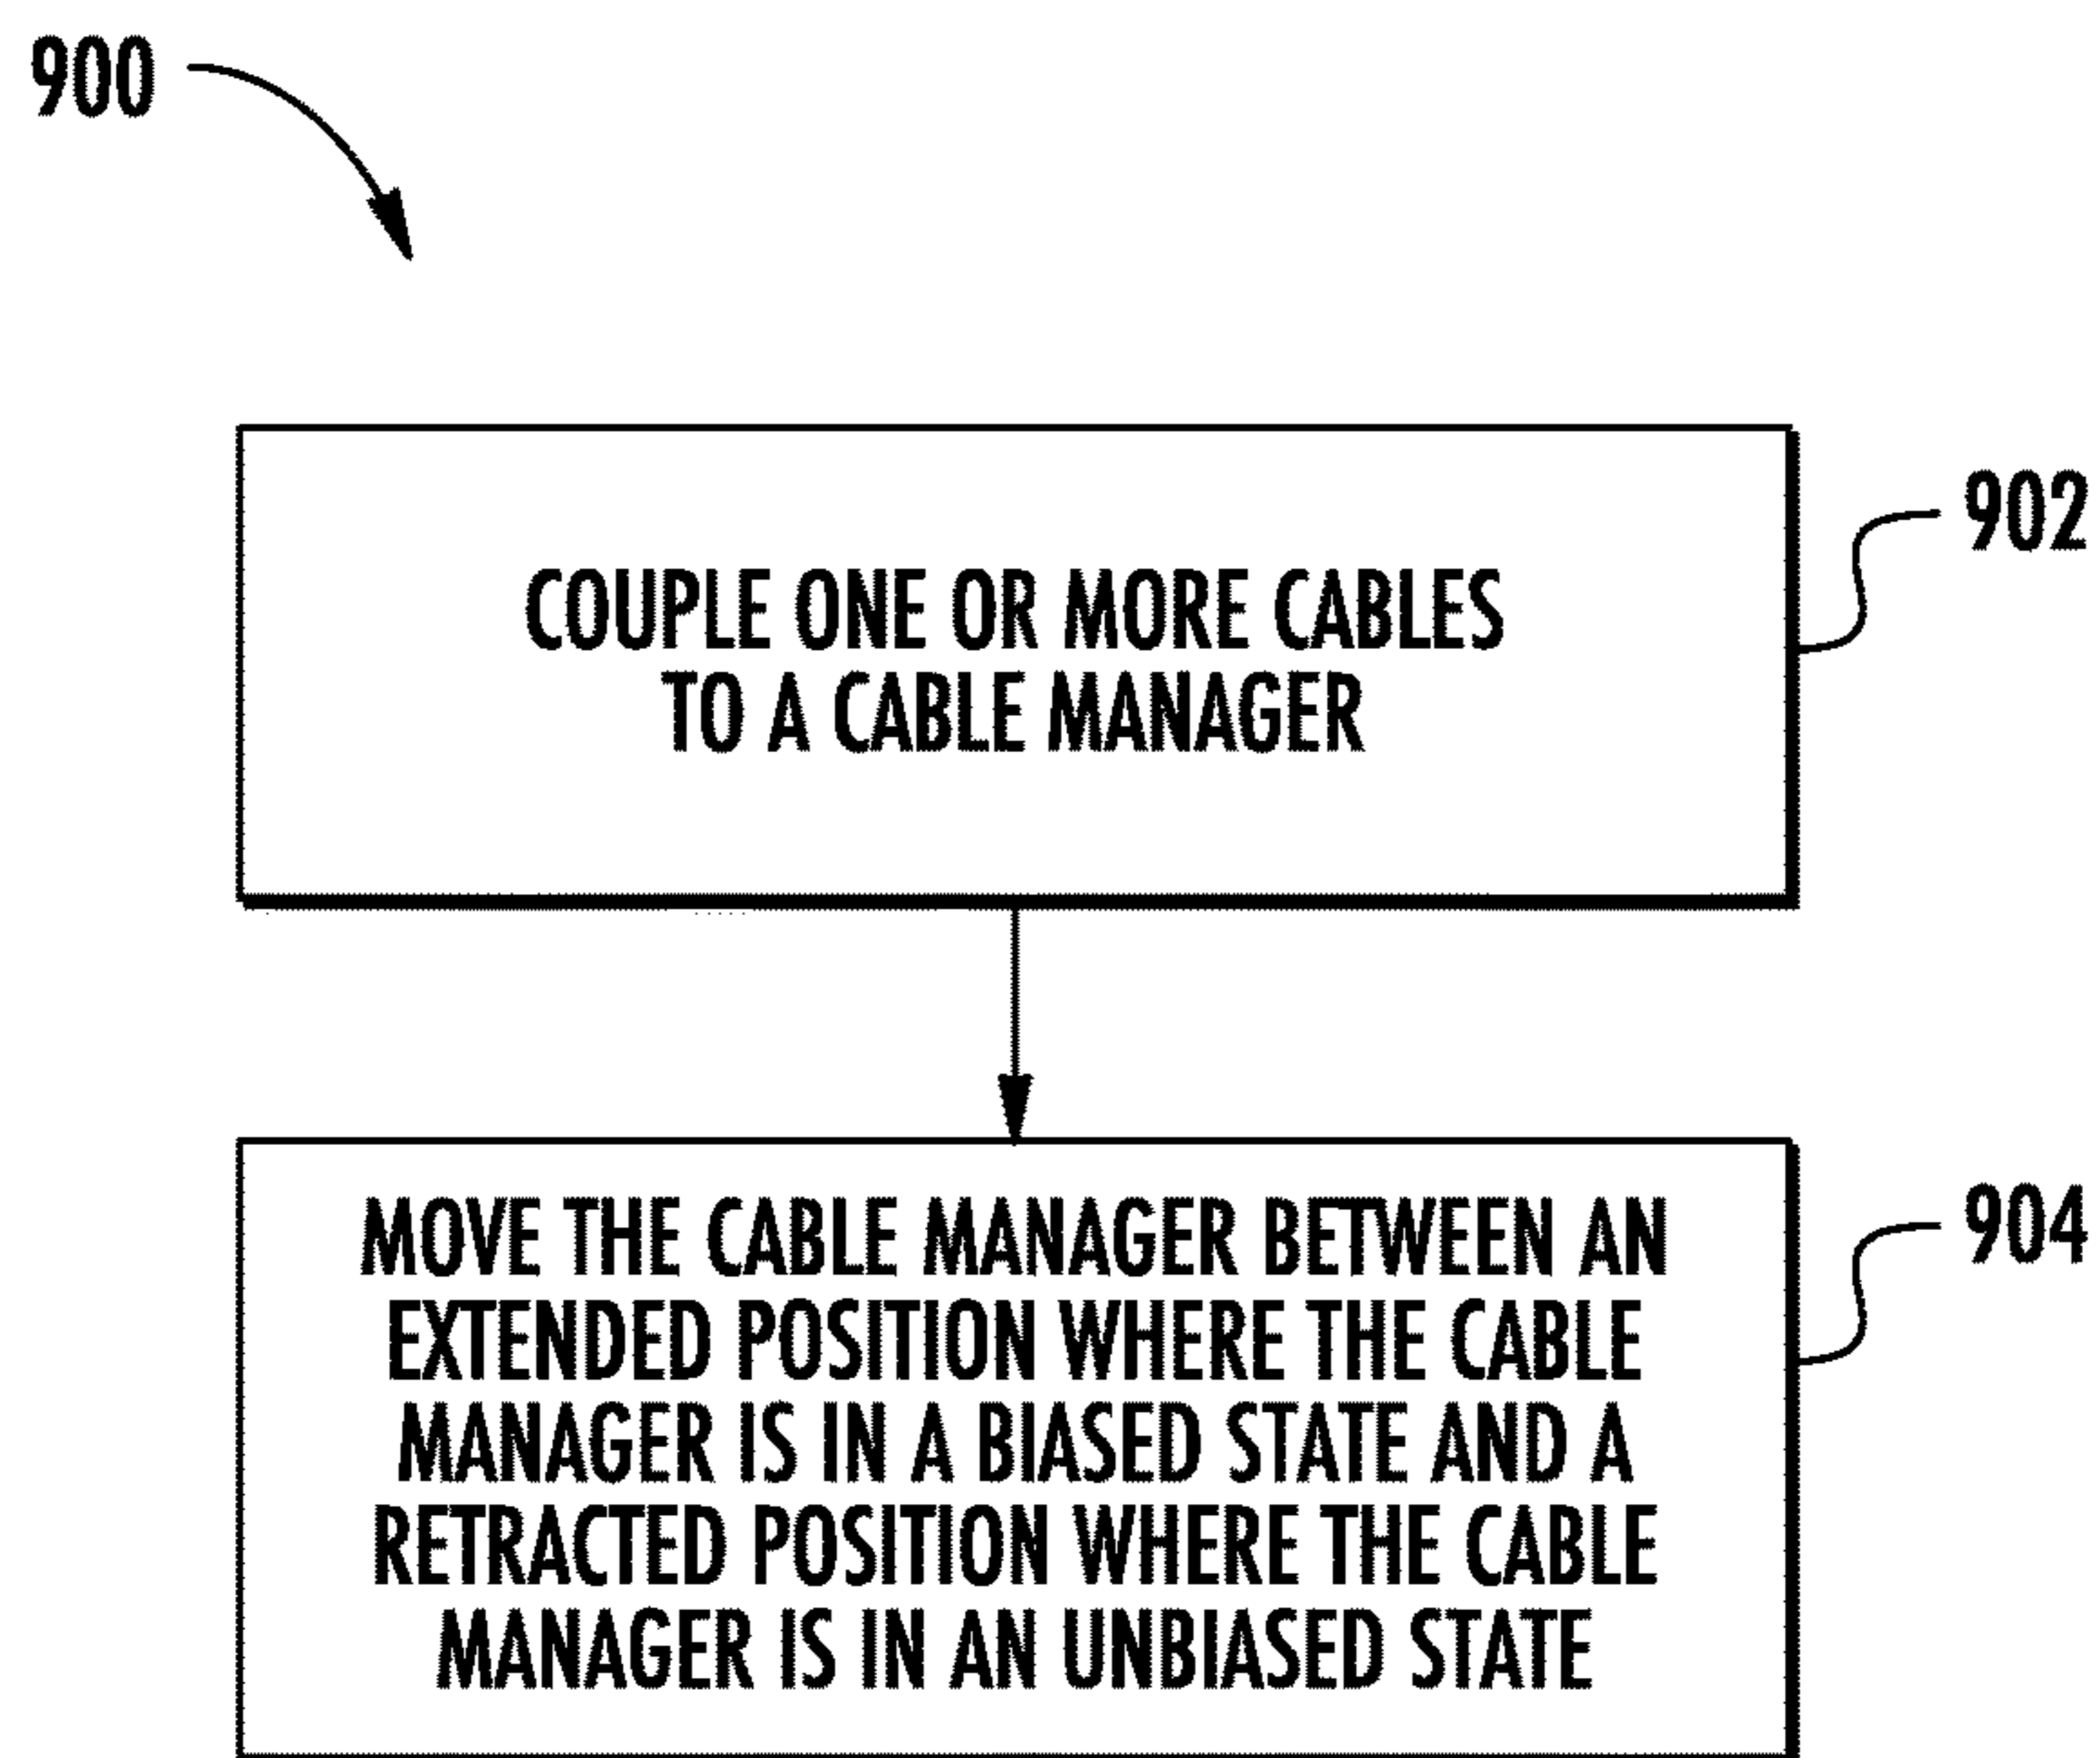 900
COUPLE ONE OR MORE CABLES
TO A CABLE MANAGER
902
MOVE THE CABLE MANAGER BETWEEN AN
EXTENDED POSITION WHERE THE CABLE
MANAGER IS IN A BIASED STATE AND A
RETRACTED POSITION WHERE THE CABLE
MANAGER IS IN AN UNBIASED STATE
904